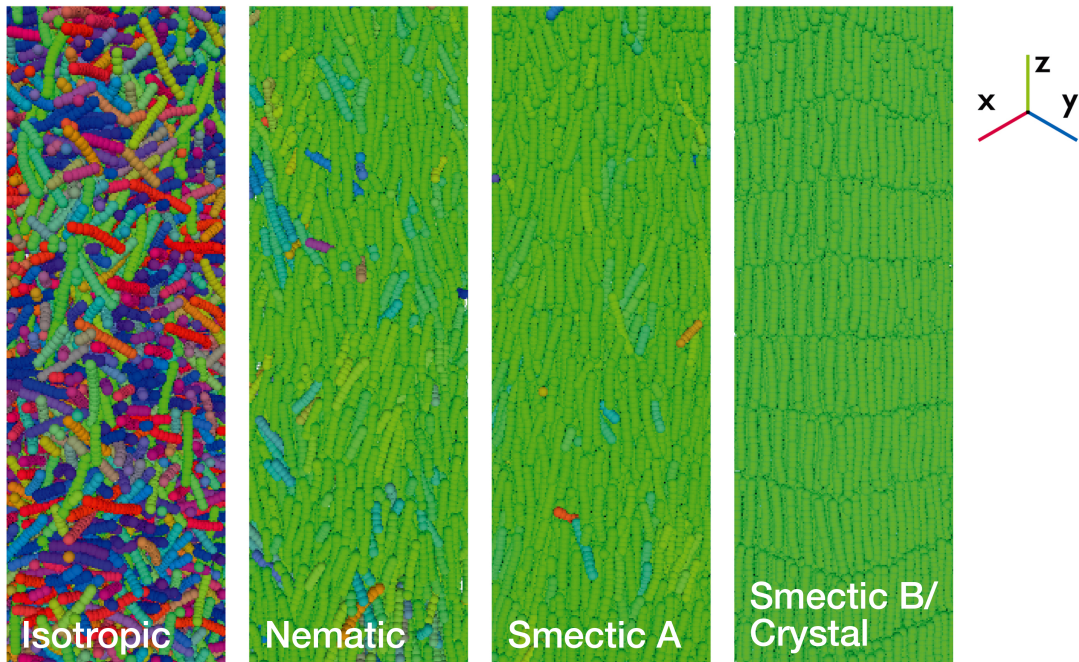 Isotropic
Nematic
Smectic A
Smectic B/
Crystal
z
x
y